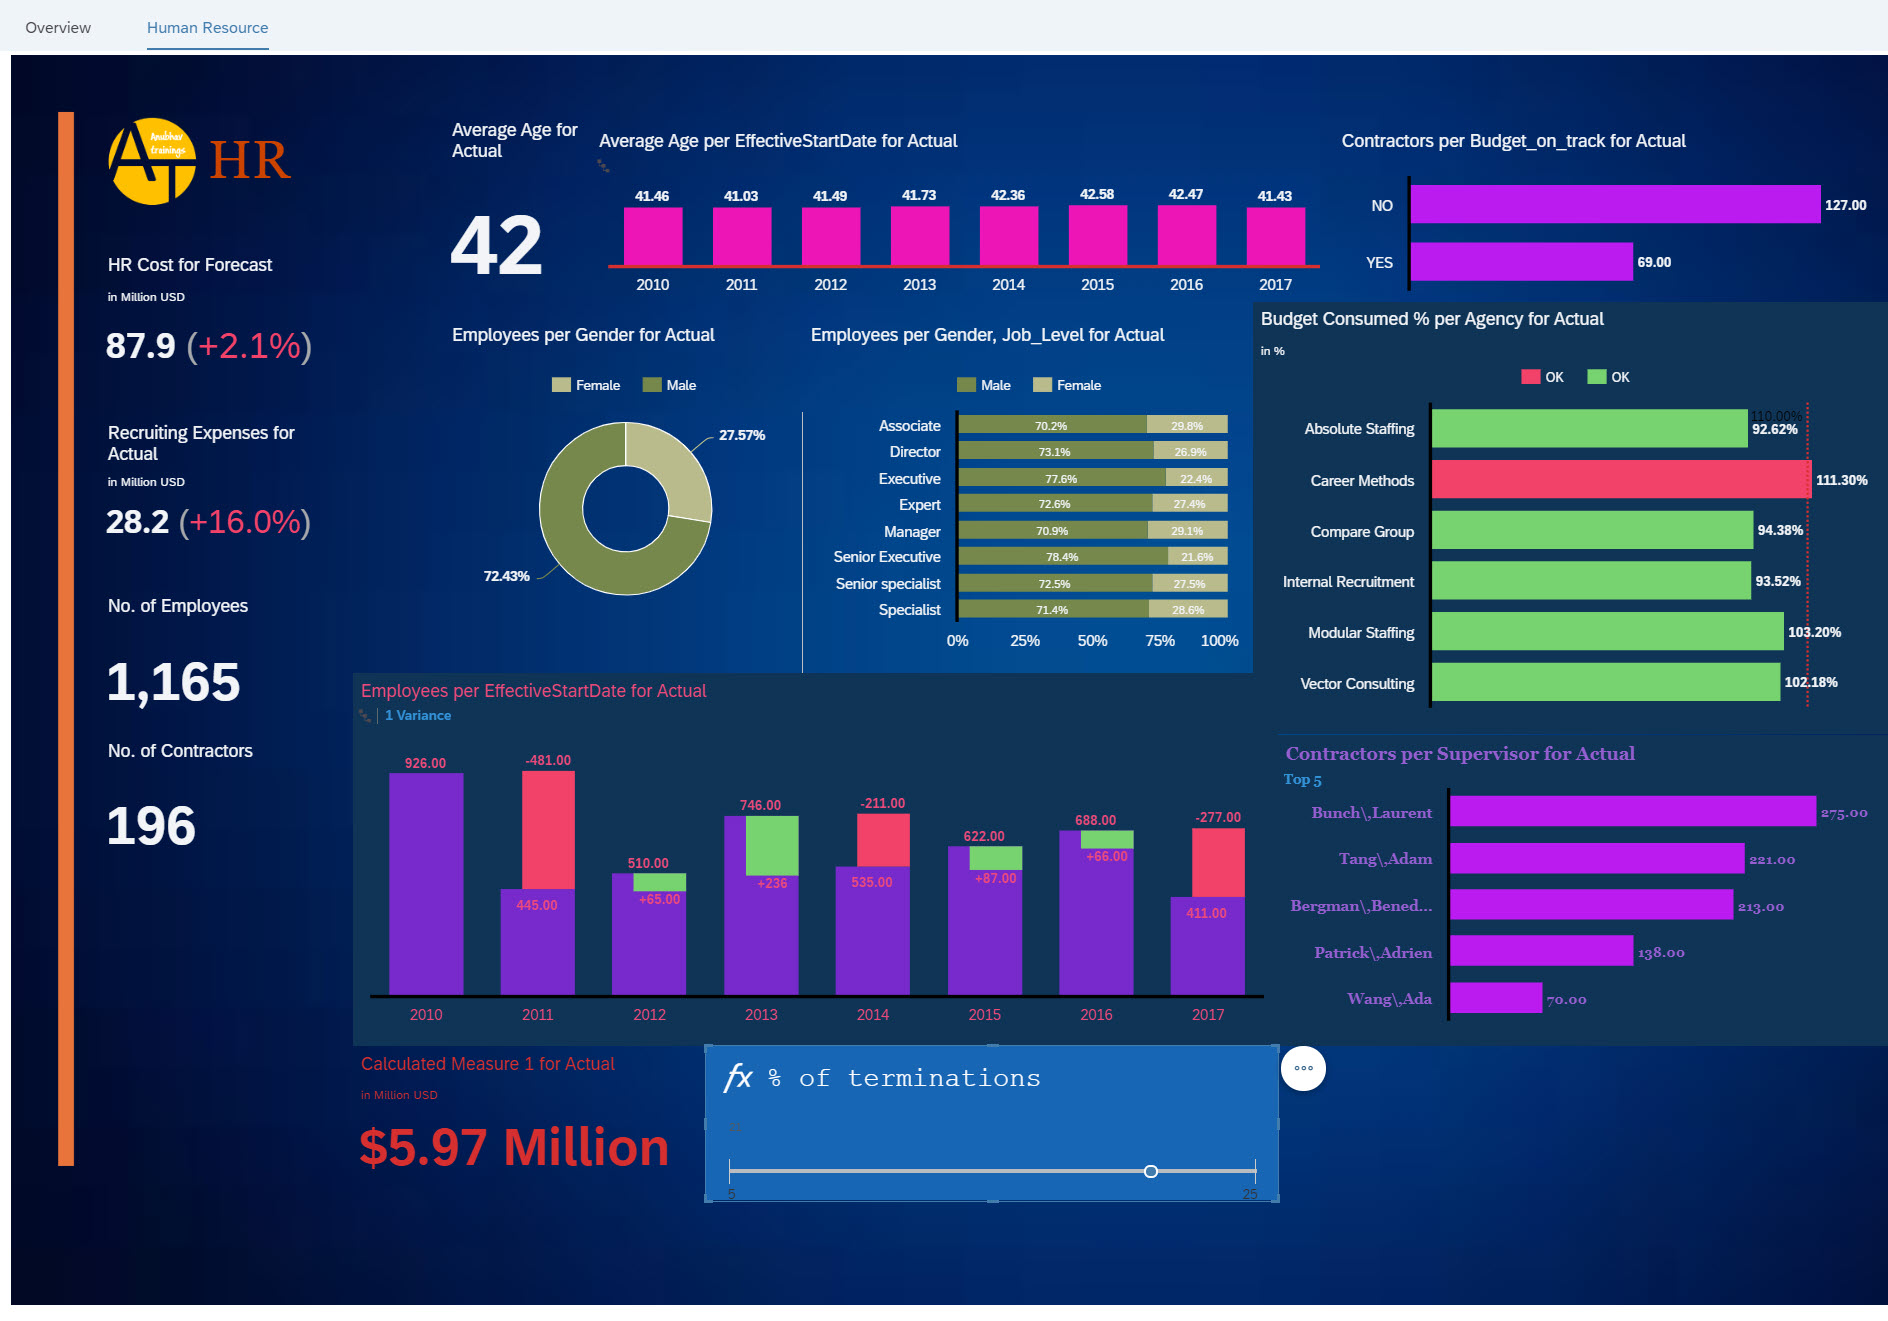 Overview
Human Resource
Anubhav
trainings
AT
HR
HR Cost for Forecast
in Million USD
87.9 (+2.1%)
Recruiting Expenses for
Actual
in Million USD
28.2 (+16.0%)
No. of Employees
1,165
No. of Contractors
196
Average Age for
Actual
42
Average Age per EffectiveStartDate for Actual
41.46 41.03 41.49 41.73 42.36 42.58 42.47 41.43
2010 2011 2012 2013 2014 2015 2016 2017
Contractors per Budget_on_track for Actual
NO 127.00
YES 69.00
Employees per Gender for Actual
Female Male
27.57%
72.43%
Employees per Gender, Job_Level for Actual
Male Female
Associate 70.2% 29.8%
Director 73.1% 26.9%
Executive 77.6% 22.4%
Expert 72.6% 27.4%
Manager 70.9% 29.1%
Senior Executive 78.4% 21.6%
Senior specialist 72.5% 27.5%
Specialist 71.4% 28.6%
0% 25% 50% 75% 100%
Budget Consumed % per Agency for Actual
in %
OK OK
110.00%
Absolute Staffing 92.62%
Career Methods 111.30%
Compare Group 94.38%
Internal Recruitment 93.52%
Modular Staffing 103.20%
Vector Consulting 102.18%
Employees per EffectiveStartDate for Actual
1 Variance
926.00 -481.00 510.00 746.00 -211.00 622.00 688.00 -277.00
445.00 +65.00 +236 535.00 +87.00 +66.00 411.00
2010 2011 2012 2013 2014 2015 2016 2017
Contractors per Supervisor for Actual
Top 5
Bunch\,Laurent 275.00
Tang\,Adam 221.00
Bergman\,Bened... 213.00
Patrick\,Adrien 138.00
Wang\,Ada 70.00
Calculated Measure 1 for Actual
in Million USD
$5.97 Million
fx % of terminations
5 25